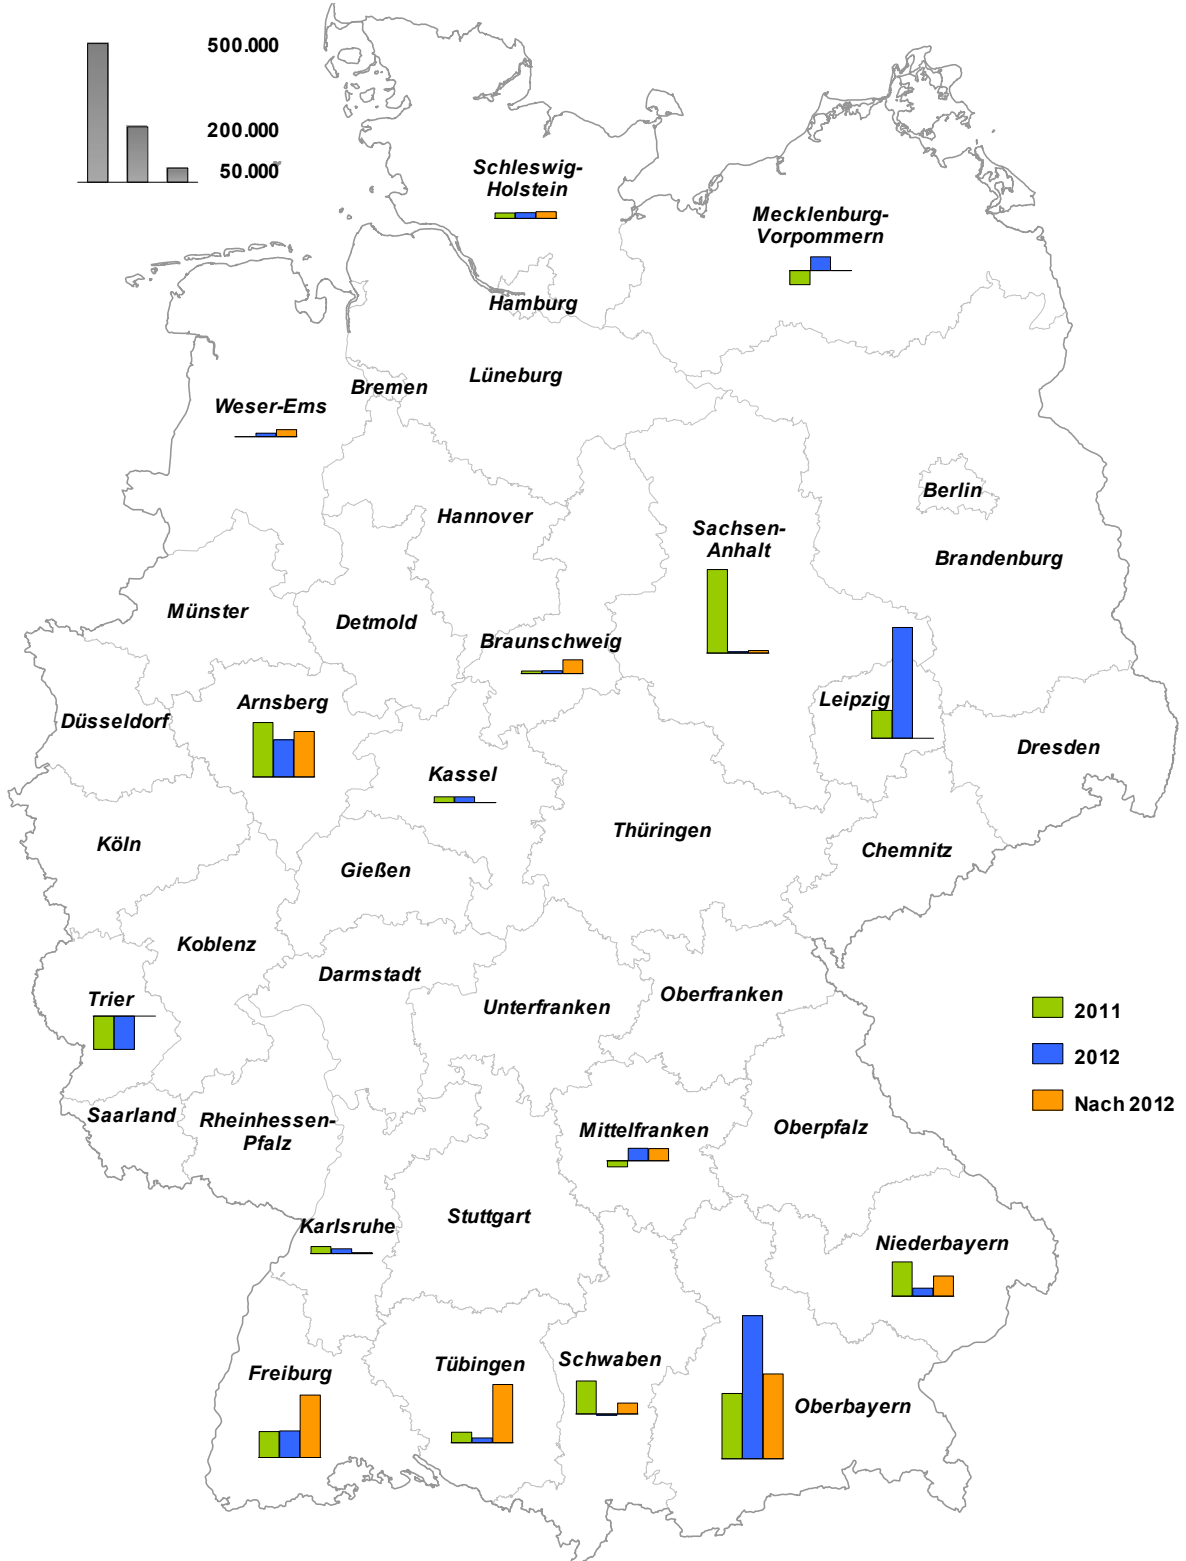 500.000
200.000
50.000
Schleswig-
Holstein
Mecklenburg-
Vorpommern
Hamburg
Lüneburg
Bremen
Weser-Ems
Berlin
Hannover
Sachsen-
Anhalt
Brandenburg
Münster
Detmold
Braunschweig
Arnsberg
Leipzig
Düsseldorf
Dresden
Kassel
Thüringen
Köln
Chemnitz
Gießen
Koblenz
Darmstadt
Trier
Unterfranken
Oberfranken
2011
2012
Nach 2012
Saarland
Rheinhessen-
Pfalz
Mittelfranken
Oberpfalz
Karlsruhe
Stuttgart
Niederbayern
Freiburg
Tübingen
Schwaben
Oberbayern